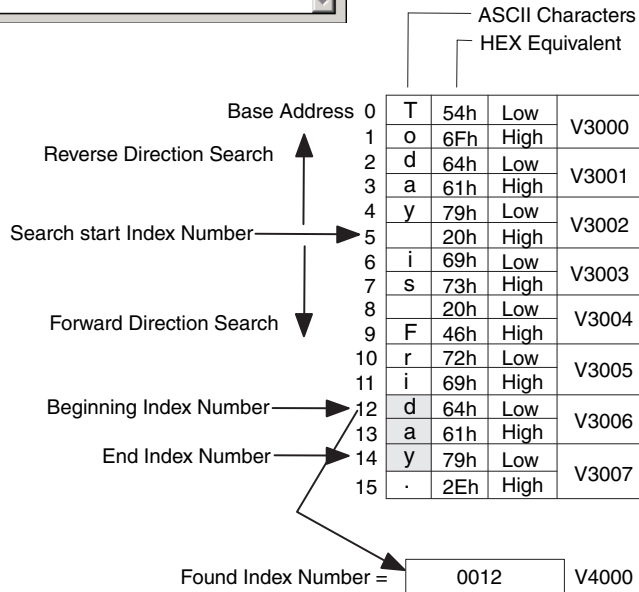 ASCII Characters
HEX Equivalent
Base Address 0 T 54h Low V3000
1 o 6Fh High
Reverse Direction Search 2 d 64h Low V3001
3 a 61h High
4 y 79h Low V3002
Search start Index Number 5 20h High
6 i 69h Low V3003
7 s 73h High
8 20h Low V3004
Forward Direction Search 9 F 46h High
10 r 72h Low V3005
11 i 69h High
Beginning Index Number 12 d 64h Low V3006
13 a 61h High
End Index Number 14 y 79h Low V3007
15 . 2Eh High
Found Index Number = 0012 V4000